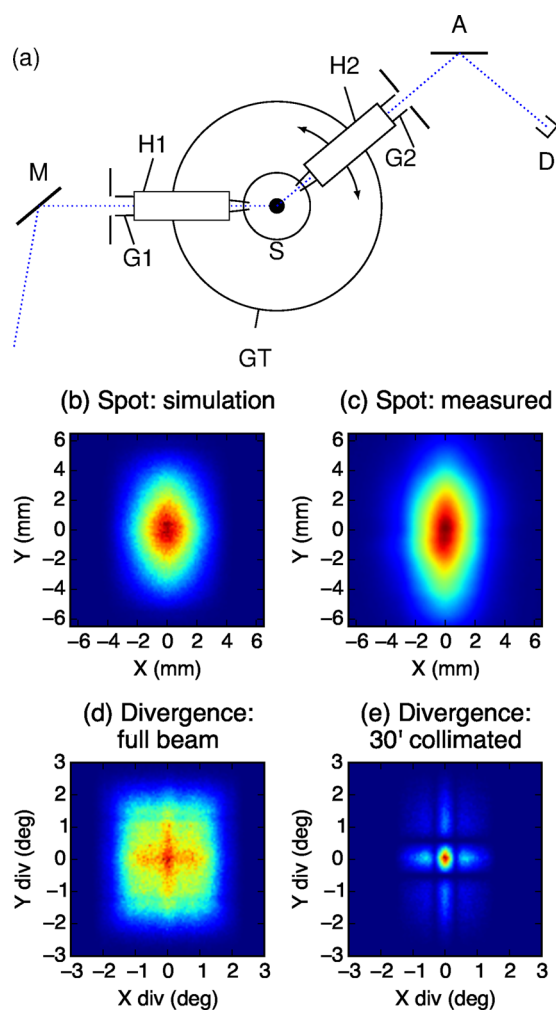 (a)
A
H2
H1
G2
D
M
G1
S
GT
(b) Spot: simulation
(c) Spot: measured
6
4
2
0
−2
−4
−6
Y (mm)
−6 −4 −2 0 2 4 6
X (mm)
6
4
2
0
−2
−4
−6
Y (mm)
−6 −4 −2 0 2 4 6
X (mm)
(d) Divergence:
full beam
(e) Divergence:
30' collimated
3
2
1
0
−1
−2
−3
Y div (deg)
−3 −2 −1 0 1 2 3
X div (deg)
3
2
1
0
−1
−2
−3
Y div (deg)
−3 −2 −1 0 1 2 3
X div (deg)